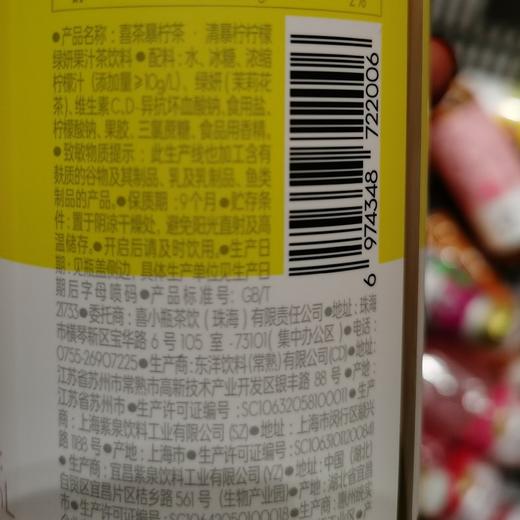 2%
●产品名称：喜茶暴柠茶·清暴柠柠檬
绿妍果汁茶饮料●配料：水、冰糖、浓缩
柠檬汁（添加量≥10g/L）、绿妍（茉莉花
茶）、维生素C、D-异抗坏血酸钠、食用盐、
柠檬酸钠、果胶、三氯蔗糖、食品用香精。
●致敏物质提示：此生产线也加工含有
麸质的谷物及其制品、乳及乳制品、鱼类
制品的产品。●保质期：9个月●贮存条
件：置于阴凉干燥处，避免阳光直射及高
温储存。●开启后请及时饮用。●生产日
期：见瓶盖侧边，具体生产单位见生产日
期后字母喷码●产品标准号：GB/T
21733●委托商：喜小瓶茶饮（珠海）有限责任公司●地址：珠海
市横琴新区宝华路6号105室-73101（集中办公区）●
0755-26907225●生产商：东洋饮料（常熟）有限公司(CD)●地址：
江苏省苏州市常熟市高新技术产业开发区银丰路88号●产地：
江苏省苏州市●生产许可证编号：SC10632058100011●
：上海紫泉饮料工业有限公司(SZ)●地址：上海市闵行区
路1188号●产地：上海市●生产许可证编号：SC10631011200841
●生产商：宜昌紫泉饮料工业有限公司(YZ)●地址：中国（湖北）
自贸区宜昌片区桔乡路561号（生物产业园）●产地：湖北省宜昌
6 974348 722006